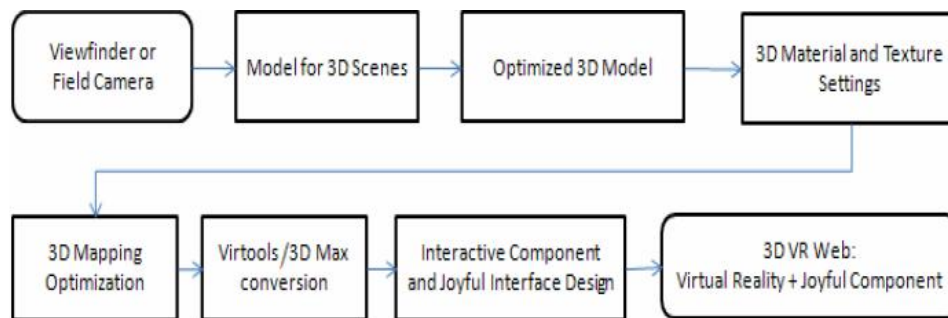 Viewfinder or
Field Camera
Model for 3D Scenes
Optimized 3D Model
3D Material and Texture
Settings
3D Mapping
Optimization
Virtools/3D Max
conversion
Interactive Component
and Joyful Interface Design
3D VR Web:
Virtual Reality + Joyful Component